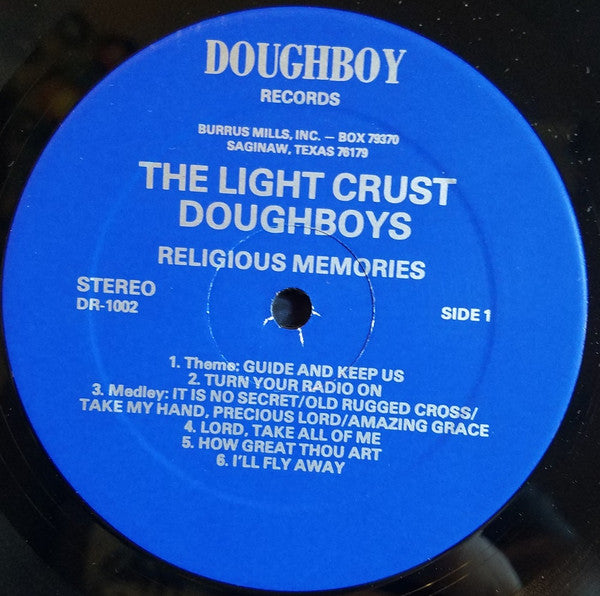 DOUGHBOY
RECORDS
BURRUS MILLS, INC. — BOX 79370
SAGINAW, TEXAS 76179
THE LIGHT CRUST
DOUGHBOYS
RELIGIOUS MEMORIES
STEREO
DR-1002
SIDE 1
1. Theme: GUIDE AND KEEP US
2. TURN YOUR RADIO ON
3. Medley: IT IS NO SECRET/OLD RUGGED CROSS/
TAKE MY HAND, PRECIOUS LORD/AMAZING GRACE
4. LORD, TAKE ALL OF ME
5. HOW GREAT THOU ART
6. I'LL FLY AWAY